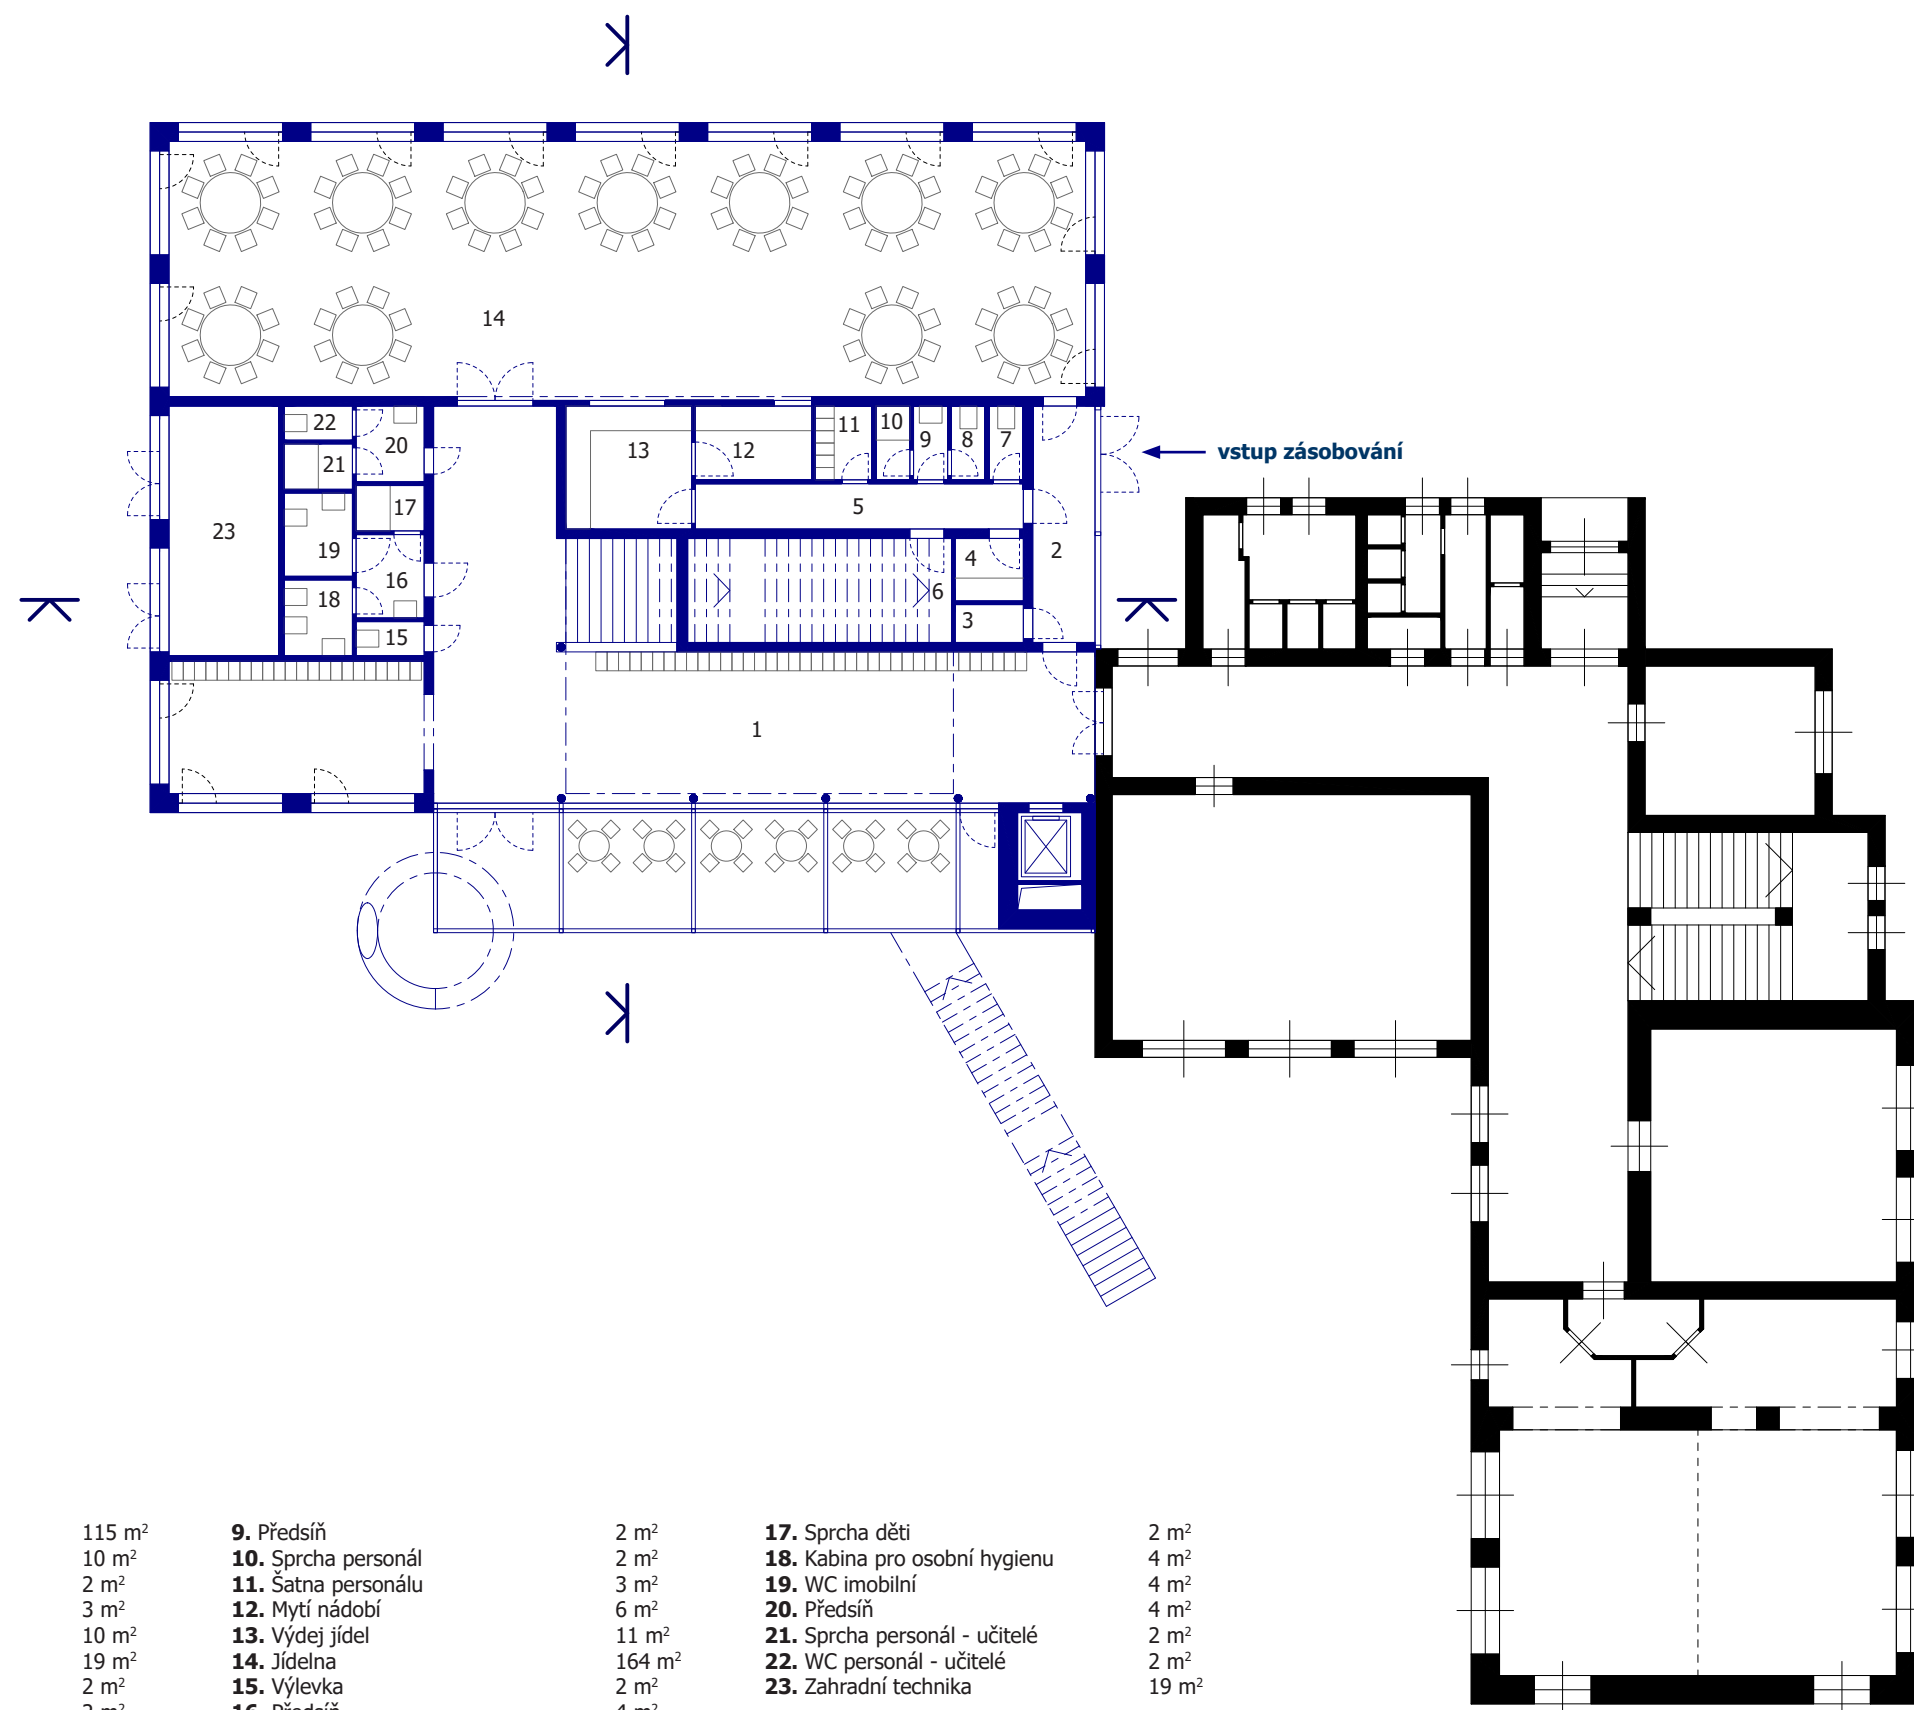 14
22
20
11
10
9
8
7
13
12
21
vstup zásobování
17
5
23
19
2
4
16
18
6
3
15
1
115 m²
10 m²
2 m²
3 m²
10 m²
19 m²
2 m²
9. Předsíň 2 m²
10. Sprcha personál 2 m²
11. Šatna personálu 3 m²
12. Mytí nádobí 6 m²
13. Výdej jídel 11 m²
14. Jídelna 164 m²
15. Výlevka 2 m²
16. Předsíň 4 m²
17. Sprcha děti 2 m²
18. Kabina pro osobní hygienu 4 m²
19. WC imobilní 4 m²
20. Předsíň 4 m²
21. Sprcha personál - učitelé 2 m²
22. WC personál - učitelé 2 m²
23. Zahradní technika 19 m²